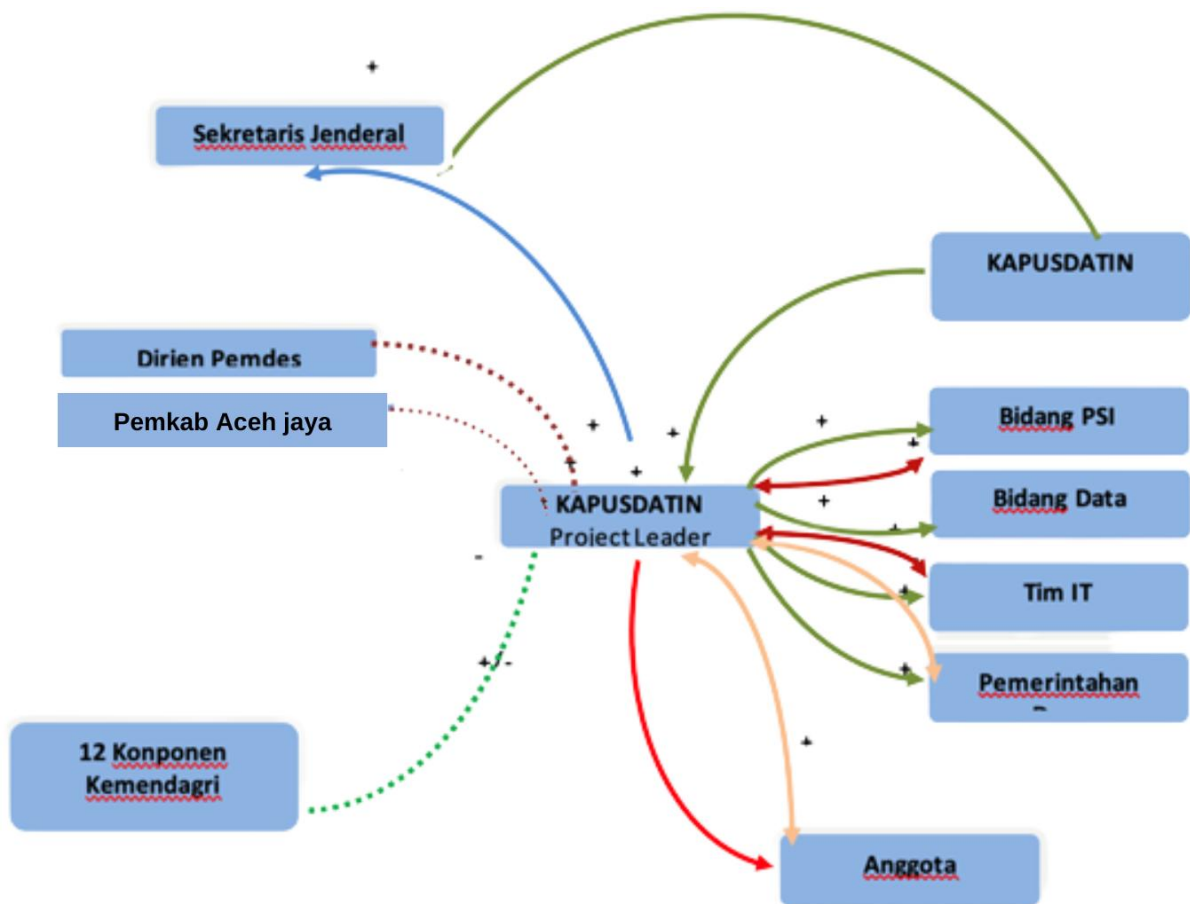 +
Sekretaris Jenderal
KAPUSDATIN
Dirien Pemdes
Pemkab Aceh jaya
Bidang PSI
+
+
+
+
+
+
KAPUSDATIN
Project Leader
+
+
Bidang Data
-
Tim IT
+
+/-
Pemerintahan
+
12 Konponen
Kemendagri
+
Anggota